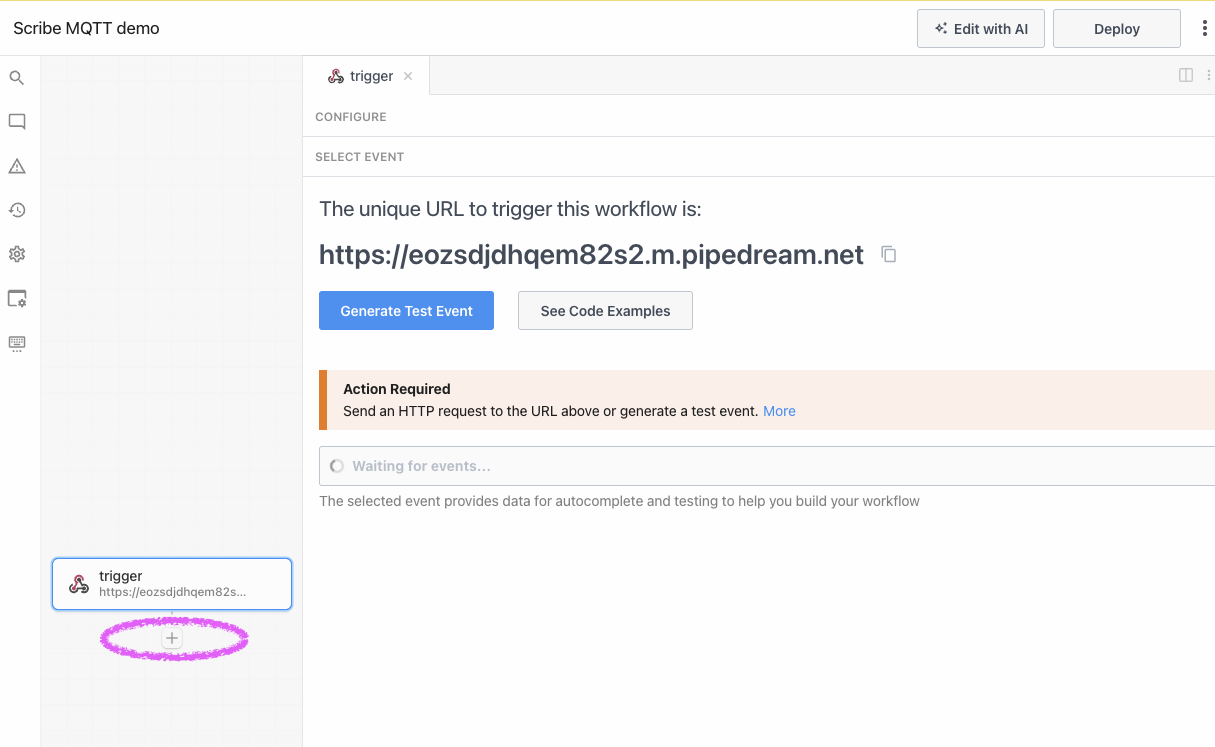 Scribe MQTT demo
Edit with AI
Deploy
trigger
CONFIGURE
SELECT EVENT
The unique URL to trigger this workflow is:
https://eozsdjdhqem82s2.m.pipedream.net
Generate Test Event
See Code Examples
Action Required
Send an HTTP request to the URL above or generate a test event. More
Waiting for events...
The selected event provides data for autocomplete and testing to help you build your workflow
trigger
https://eozsdjdhqem82s...